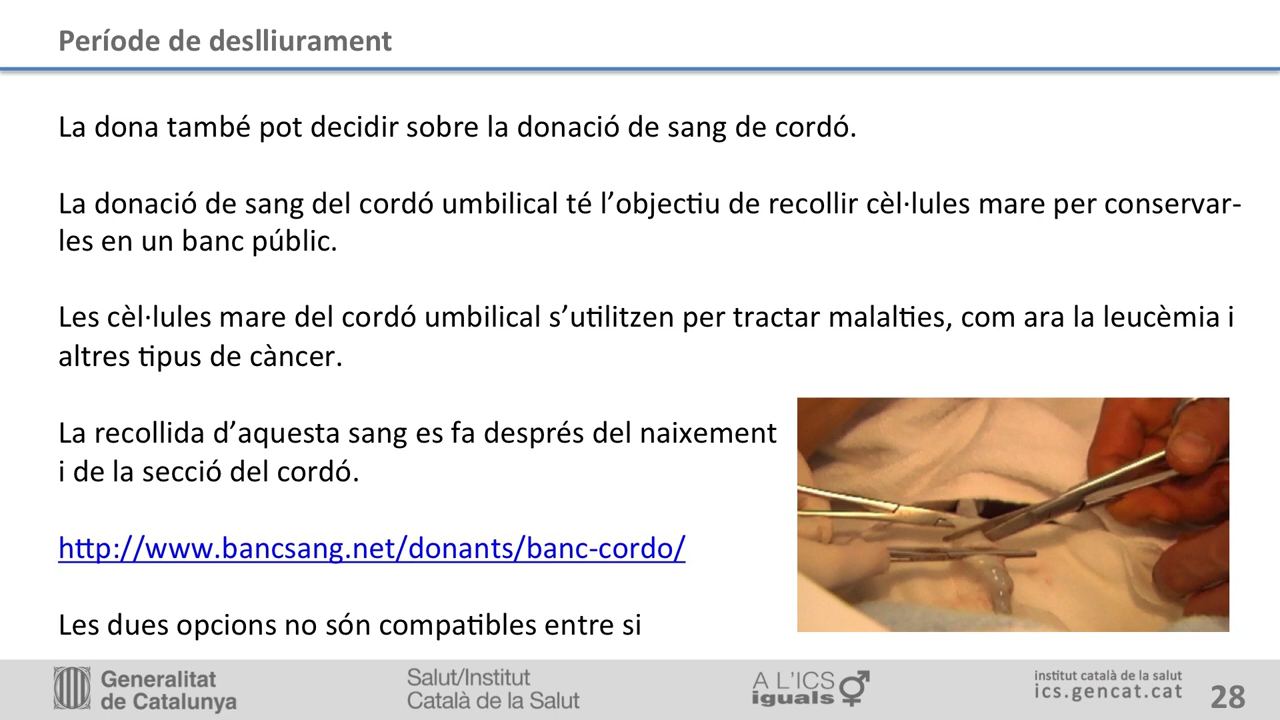 Període de deslliurament
La dona també pot decidir sobre la donació de sang de cordó.
La donació de sang del cordó umbilical té l’objectiu de recollir cèl·lules mare per conservar-
les en un banc públic.
Les cèl·lules mare del cordó umbilical s’utilitzen per tractar malalties, com ara la leucèmia i
altres tipus de càncer.
La recollida d’aquesta sang es fa després del naixement
i de la secció del cordó.
http://www.bancsang.net/donants/banc-cordo/
Les dues opcions no són compatibles entre si
Generalitat
de Catalunya
Salut/Institut
Català de la Salut
A L'ICS
iguals
institut català de la salut
ics.gencat.cat
28